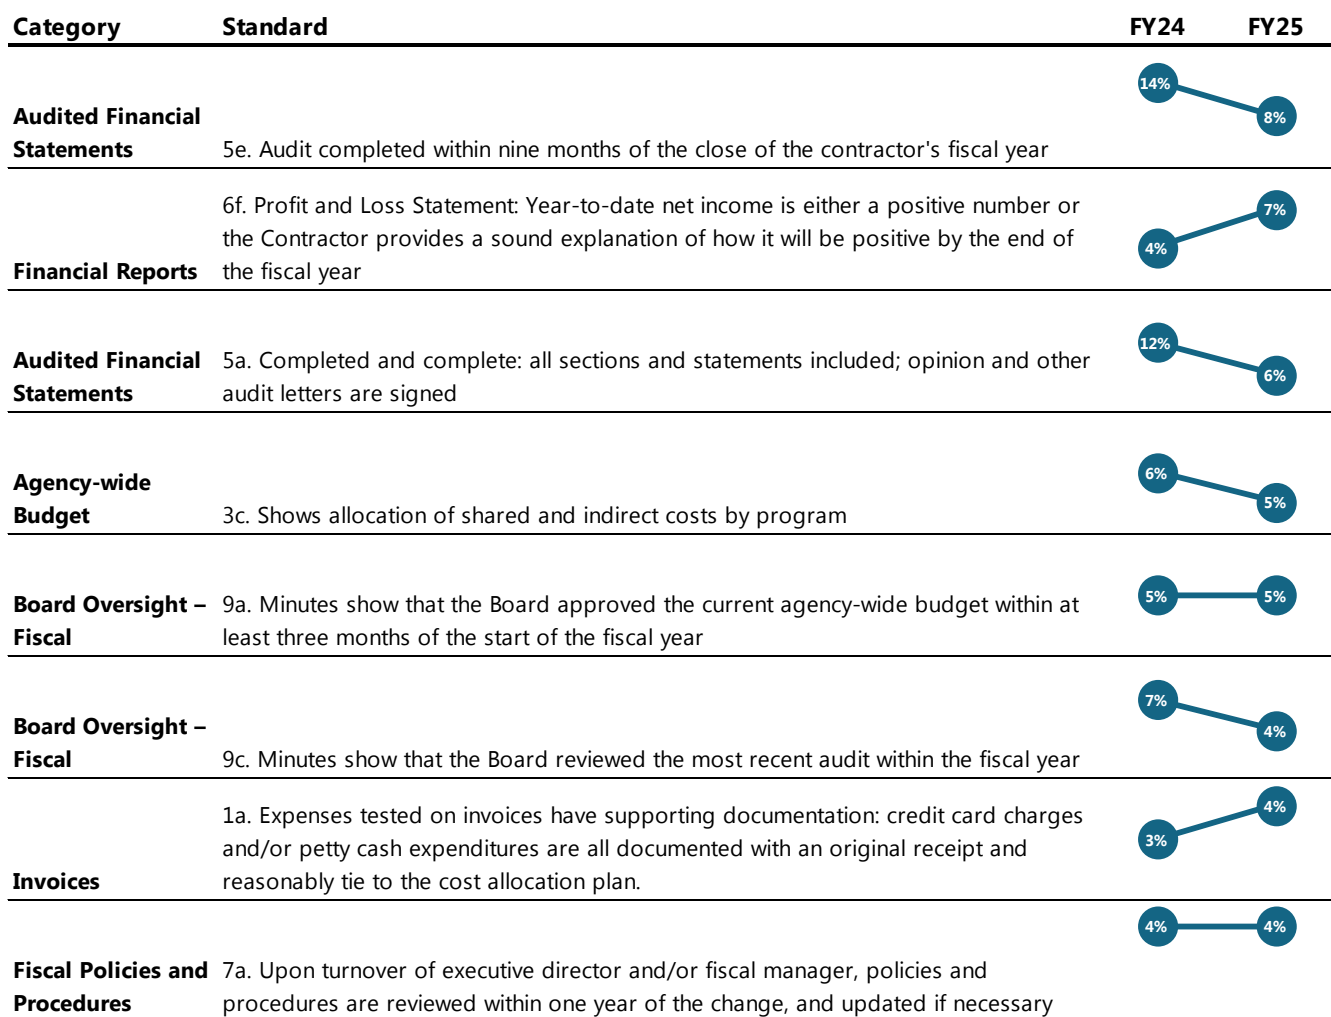 Category Standard FY24 FY25
14%
Audited Financial
8%
Statements 5e. Audit completed within nine months of the close of the contractor's fiscal year
6f. Profit and Loss Statement: Year-to-date net income is either a positive number or
7%
the Contractor provides a sound explanation of how it will be positive by the end of
4%
Financial Reports the fiscal year
12%
Audited Financial 5a. Completed and complete: all sections and statements included; opinion and other
6%
Statements audit letters are signed
6%
Agency-wide
5%
Budget 3c. Shows allocation of shared and indirect costs by program
5% 5%
Board Oversight – 9a. Minutes show that the Board approved the current agency-wide budget within at
Fiscal least three months of the start of the fiscal year
7%
Board Oversight –
4%
Fiscal 9c. Minutes show that the Board reviewed the most recent audit within the fiscal year
4%
1a. Expenses tested on invoices have supporting documentation: credit card charges
3%
and/or petty cash expenditures are all documented with an original receipt and
Invoices reasonably tie to the cost allocation plan.
4% 4%
Fiscal Policies and 7a. Upon turnover of executive director and/or fiscal manager, policies and
Procedures procedures are reviewed within one year of the change, and updated if necessary